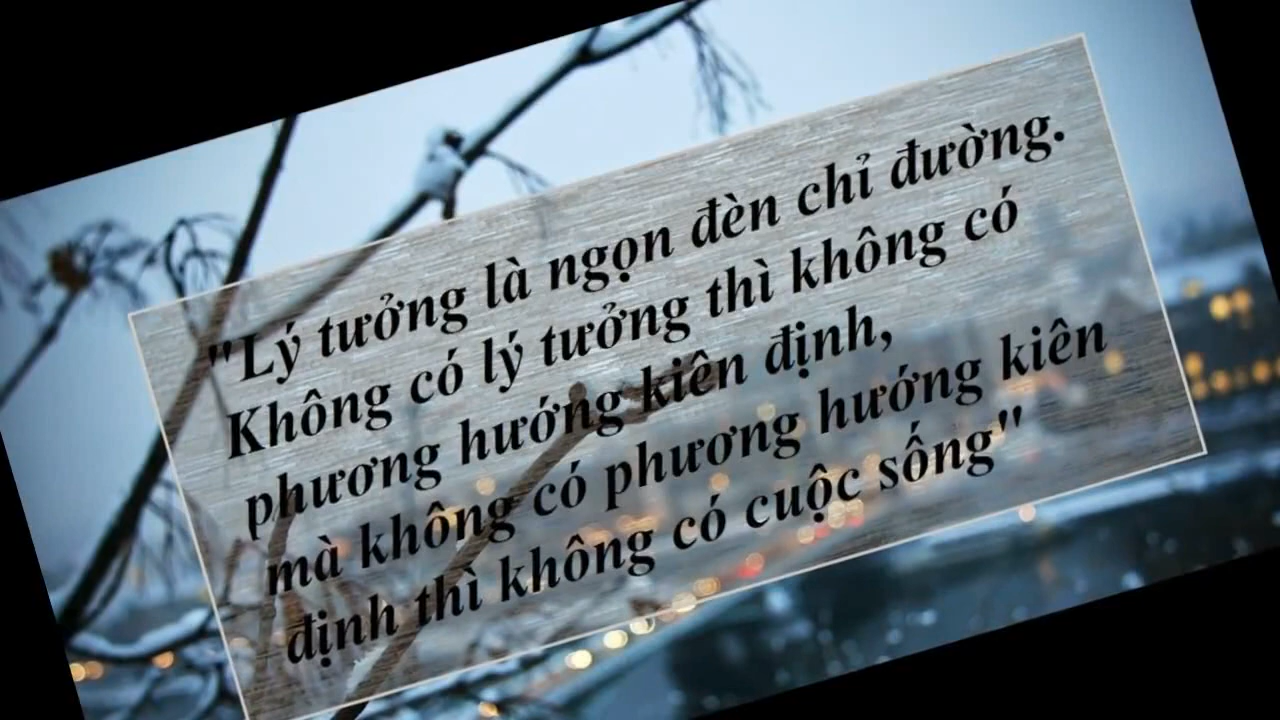 "Lý tưởng là ngọn đèn chỉ đường.
Không có lý tưởng thì không có
phương hướng kiên định,
mà không có phương hướng kiên
định thì không có cuộc sống"